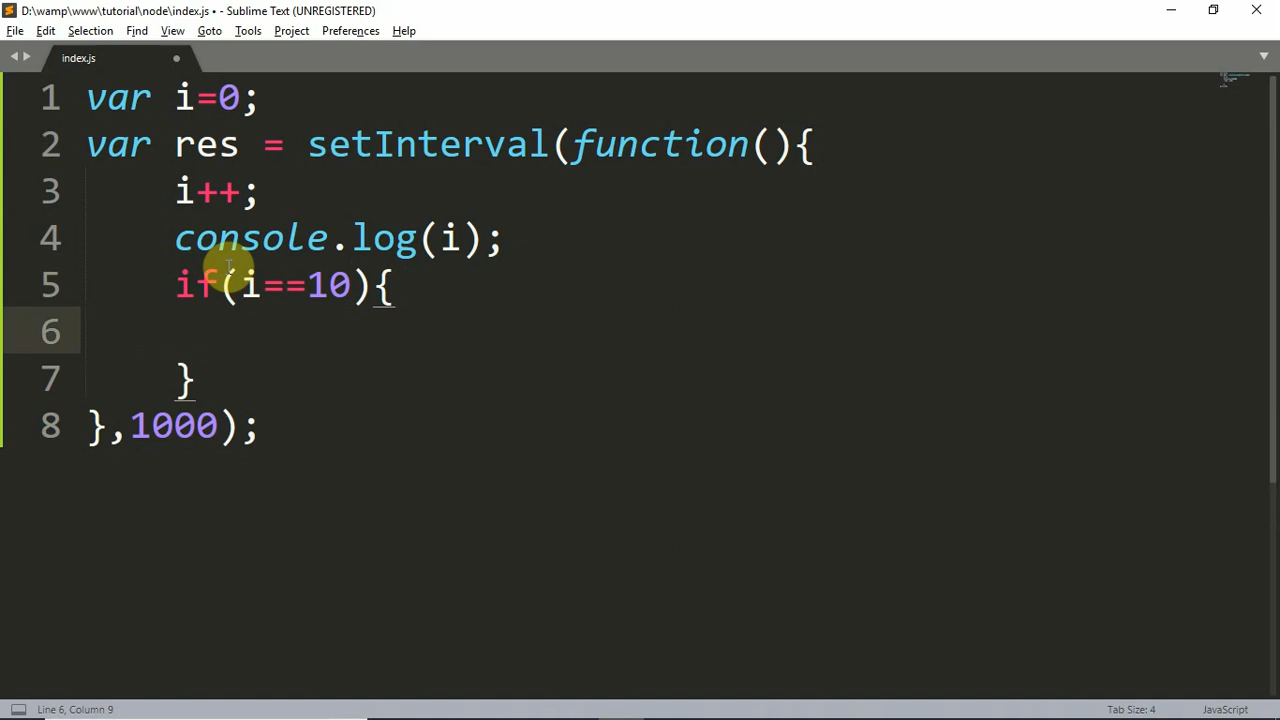 D:\wamp\www\tutorial\node\index.js • - Sublime Text (UNREGISTERED)
File Edit Selection Find View Goto Tools Project Preferences Help
index.js
1 var i=0;
2 var res = setInterval(function(){
3 i++;
4 console.log(i);
5 if(i==10){
6
7 }
8 },1000);
Line 6, Column 9 Tab Size: 4 JavaScript